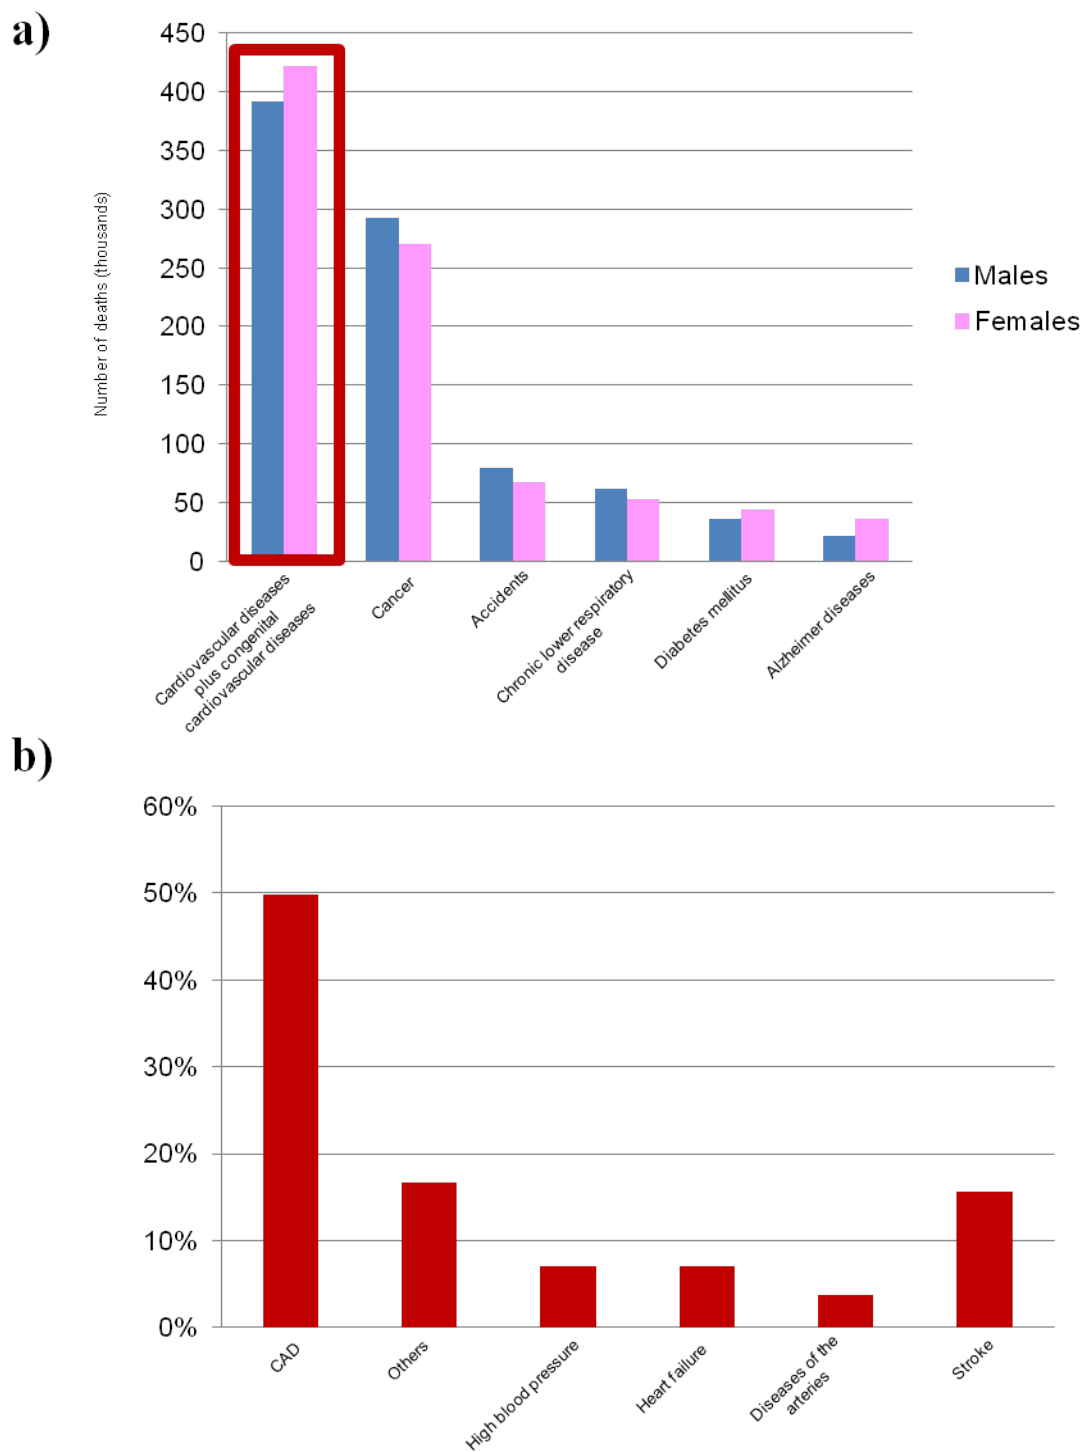 a)
450
400
350
300
250
200
150
100
50
0
Number of deaths (thousands)
Males
Females
Cardiovascular diseases
plus congenital
cardiovascular diseases
Cancer
Accidents
Chronic lower respiratory
disease
Diabetes mellitus
Alzheimer diseases
b)
60%
50%
40%
30%
20%
10%
0%
CAD
Others
High blood pressure
Heart failure
Diseases of the
arteries
Stroke